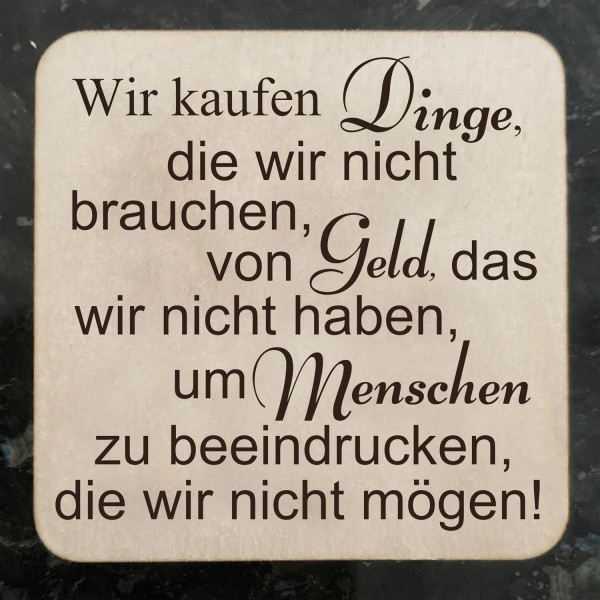 Wir kaufen Dinge,
die wir nicht
brauchen,
von Geld, das
wir nicht haben,
um Menschen
zu beeindrucken,
die wir nicht mögen!